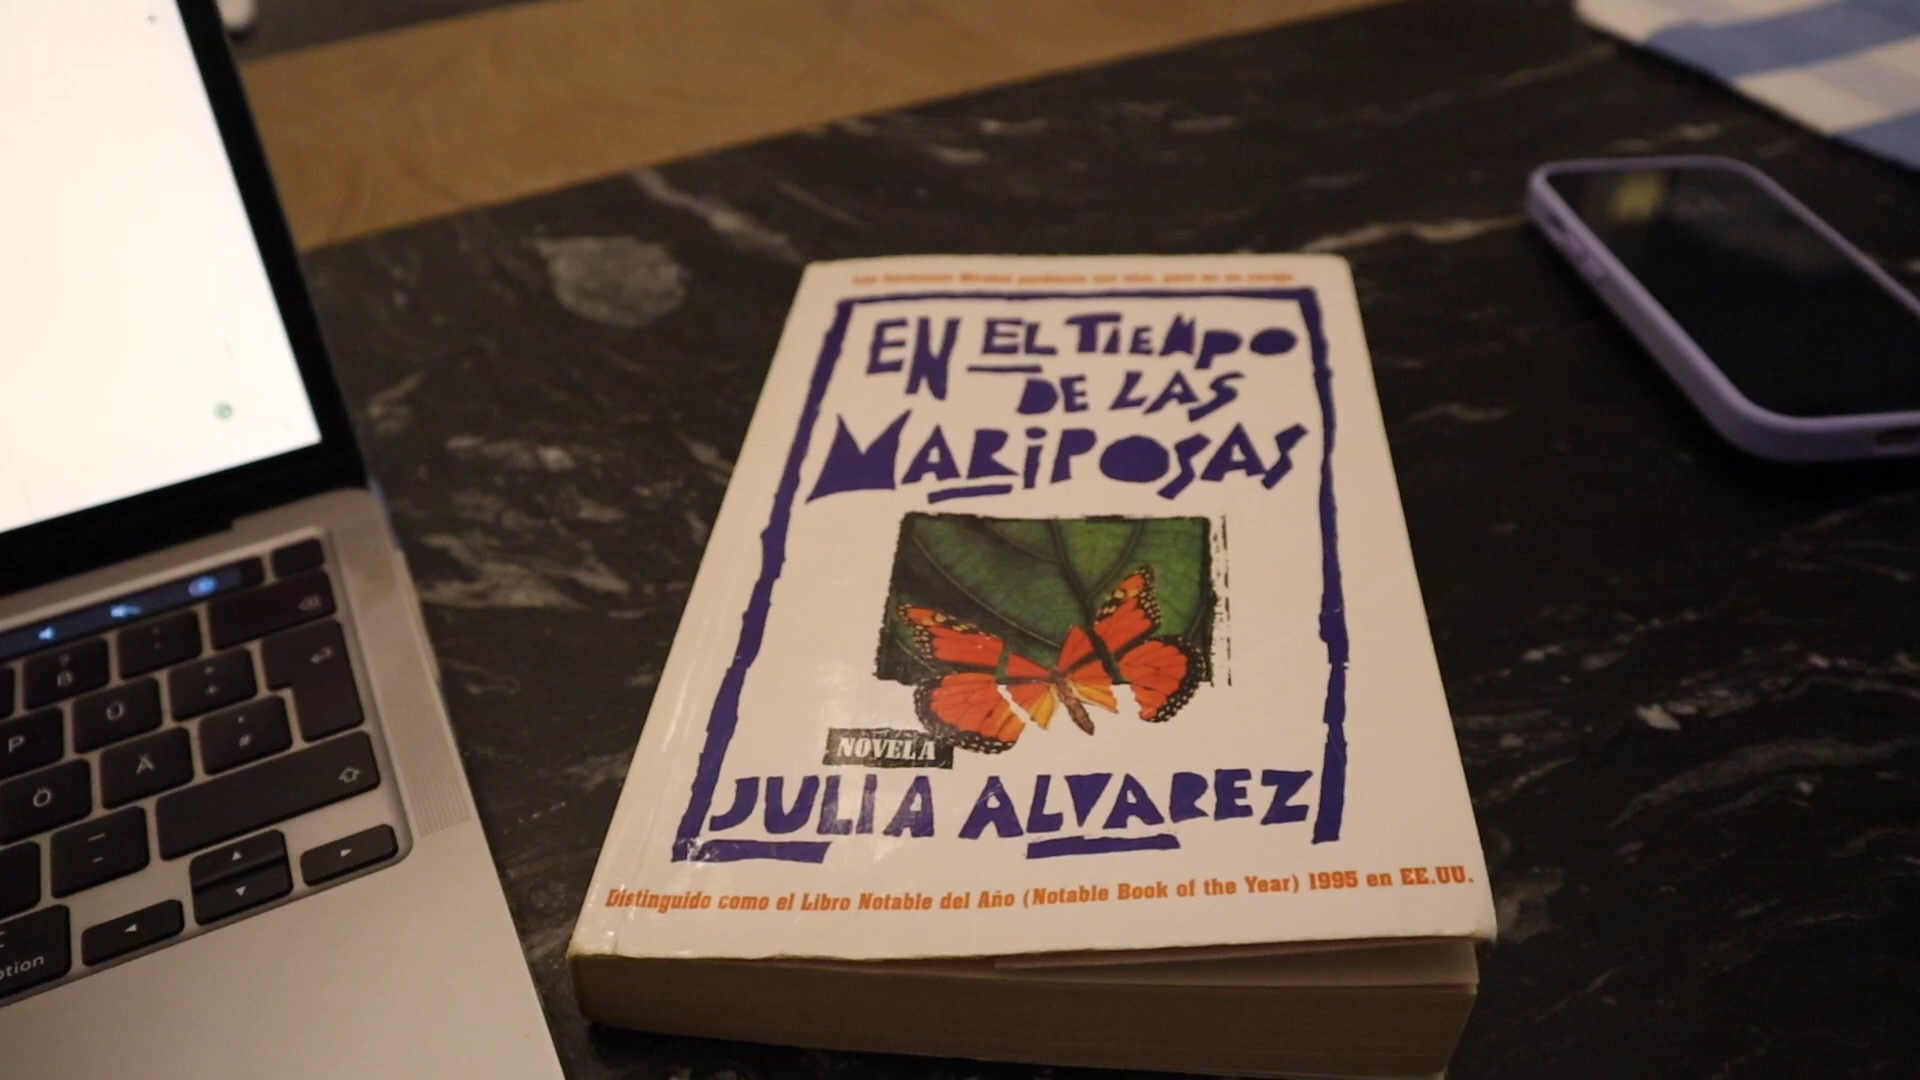 EN EL TIEMPO
DE LAS
MARiPOSAS
NOVELA
JULIA ALVAREZ
Distinguido como el Libro Notable del Año (Notable Book of the Year) 1995 en EE.UU.
P
Ü
Ö
Ä
#